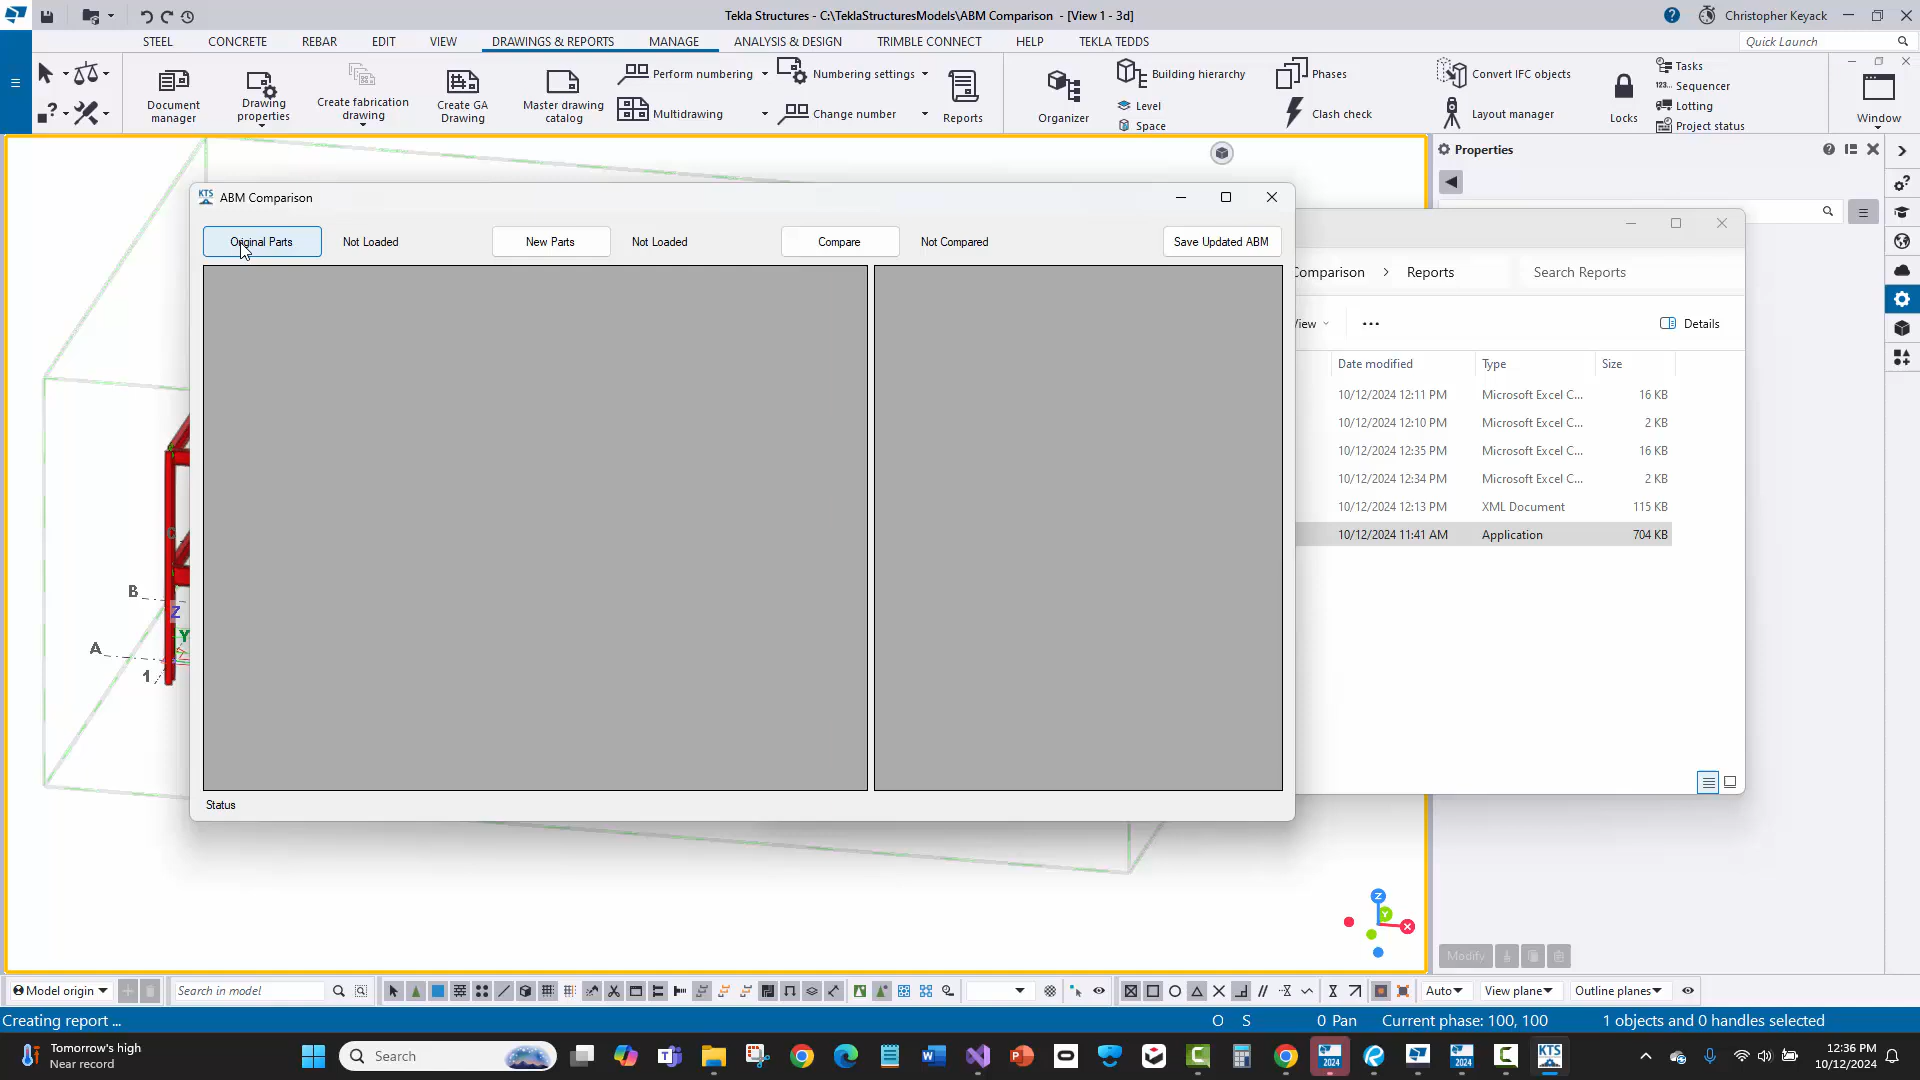 Tekla Structures - C:\TeklaStructuresModels\ABM Comparison - [View 1 - 3d]
Christopher Keyack
STEEL CONCRETE REBAR EDIT VIEW DRAWINGS & REPORTS MANAGE ANALYSIS & DESIGN TRIMBLE CONNECT HELP TEKLA TEDDS
Quick Launch
Document manager
Drawing properties
Create fabrication drawing
Create GA Drawing
Master drawing catalog
Perform numbering
Multidrawing
Numbering settings
Change number
Reports
Organizer
Building hierarchy
Level
Space
Phases
Clash check
Convert IFC objects
Layout manager
Locks
Tasks
Sequencer
Lotting
Project status
Window
Properties
KTS ABM Comparison
Original Parts Not Loaded New Parts Not Loaded Compare Not Compared Save Updated ABM
Status
Comparison > Reports Search Reports
View ... Details
Date modified Type Size
10/12/2024 12:11 PM Microsoft Excel C... 16 KB
10/12/2024 12:10 PM Microsoft Excel C... 2 KB
10/12/2024 12:35 PM Microsoft Excel C... 16 KB
10/12/2024 12:34 PM Microsoft Excel C... 2 KB
10/12/2024 12:13 PM XML Document 115 KB
10/12/2024 11:41 AM Application 704 KB
B
Z
Y
A
1
Z
Y
X
Modify
Model origin
Search in model
Auto
View plane
Outline planes
Creating report ...
O S 0 Pan Current phase: 100, 100 1 objects and 0 handles selected
Tomorrow's high
Near record
Search
2024
2024
KTS
12:36 PM
10/12/2024